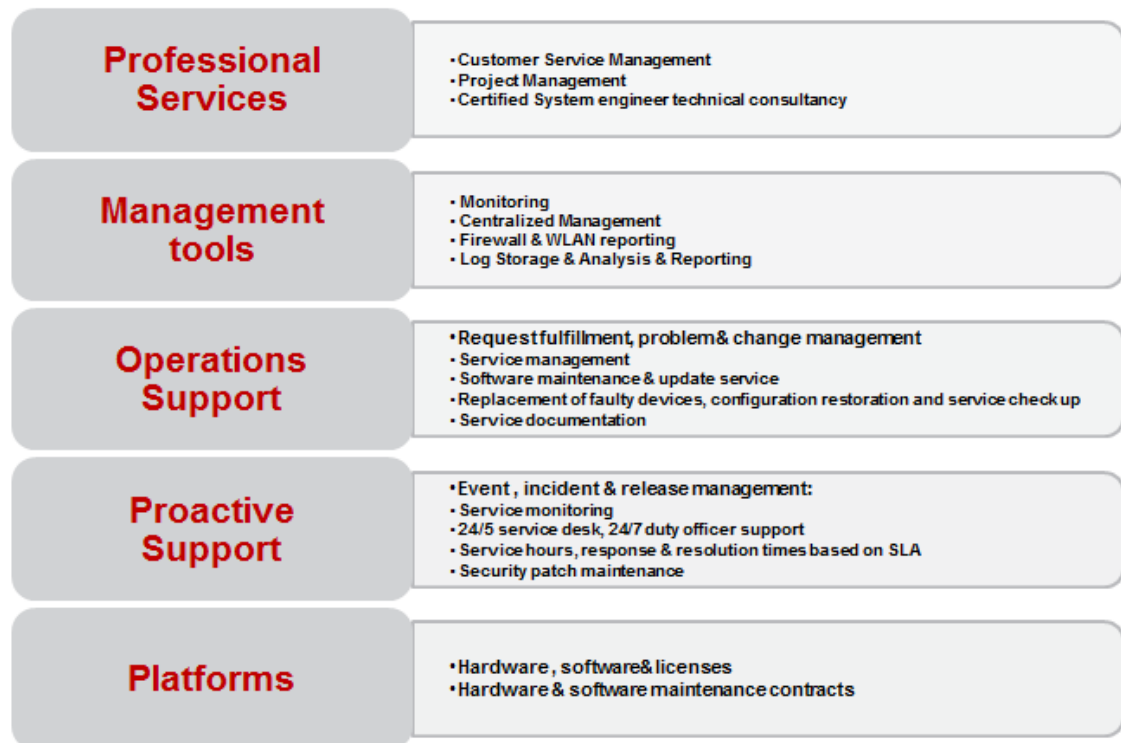 Professional
Services
▪ Customer Service Management
▪ Project Management
▪ Certified System engineer technical consultancy
Management
tools
▪ Monitoring
▪ Centralized Management
▪ Firewall & WLAN reporting
▪ Log Storage & Analysis & Reporting
Operations
Support
•Request fulfillment, problem & change management
▪ Service management
▪ Software maintenance & update service
▪ Replacement of faulty devices, configuration restoration and service check up
▪ Service documentation
Proactive
Support
•Event , incident & release management:
▪ Service monitoring
▪ 24/5 service desk, 24/7 duty officer support
▪ Service hours, response & resolution times based on SLA
▪ Security patch maintenance
Platforms
•Hardware , software& licenses
•Hardware & software maintenance contracts